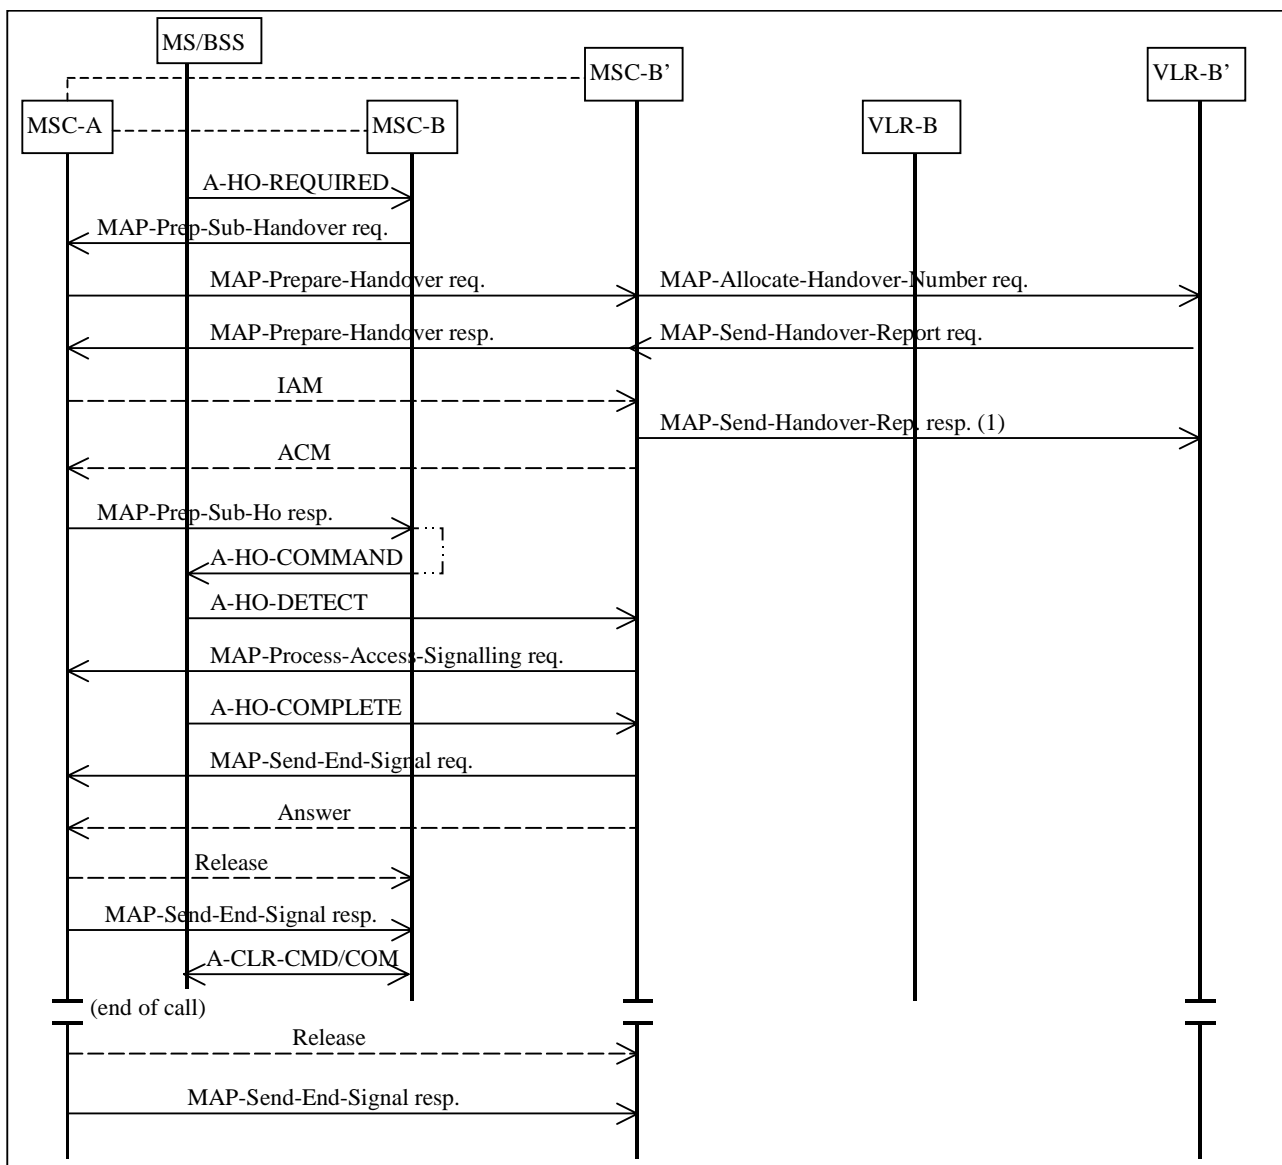 MS/BSS
MSC-B’
VLR-B’
MSC-A
MSC-B
VLR-B
A-HO-REQUIRED
MAP-Prep-Sub-Handover req.
MAP-Prepare-Handover req.
MAP-Allocate-Handover-Number req.
MAP-Prepare-Handover resp.
MAP-Send-Handover-Report req.
IAM
MAP-Send-Handover-Rep. resp. (1)
ACM
MAP-Prep-Sub-Ho resp.
A-HO-COMMAND
A-HO-DETECT
MAP-Process-Access-Signalling req.
A-HO-COMPLETE
MAP-Send-End-Signal req.
Answer
Release
MAP-Send-End-Signal resp.
A-CLR-CMD/COM
(end of call)
Release
MAP-Send-End-Signal resp.